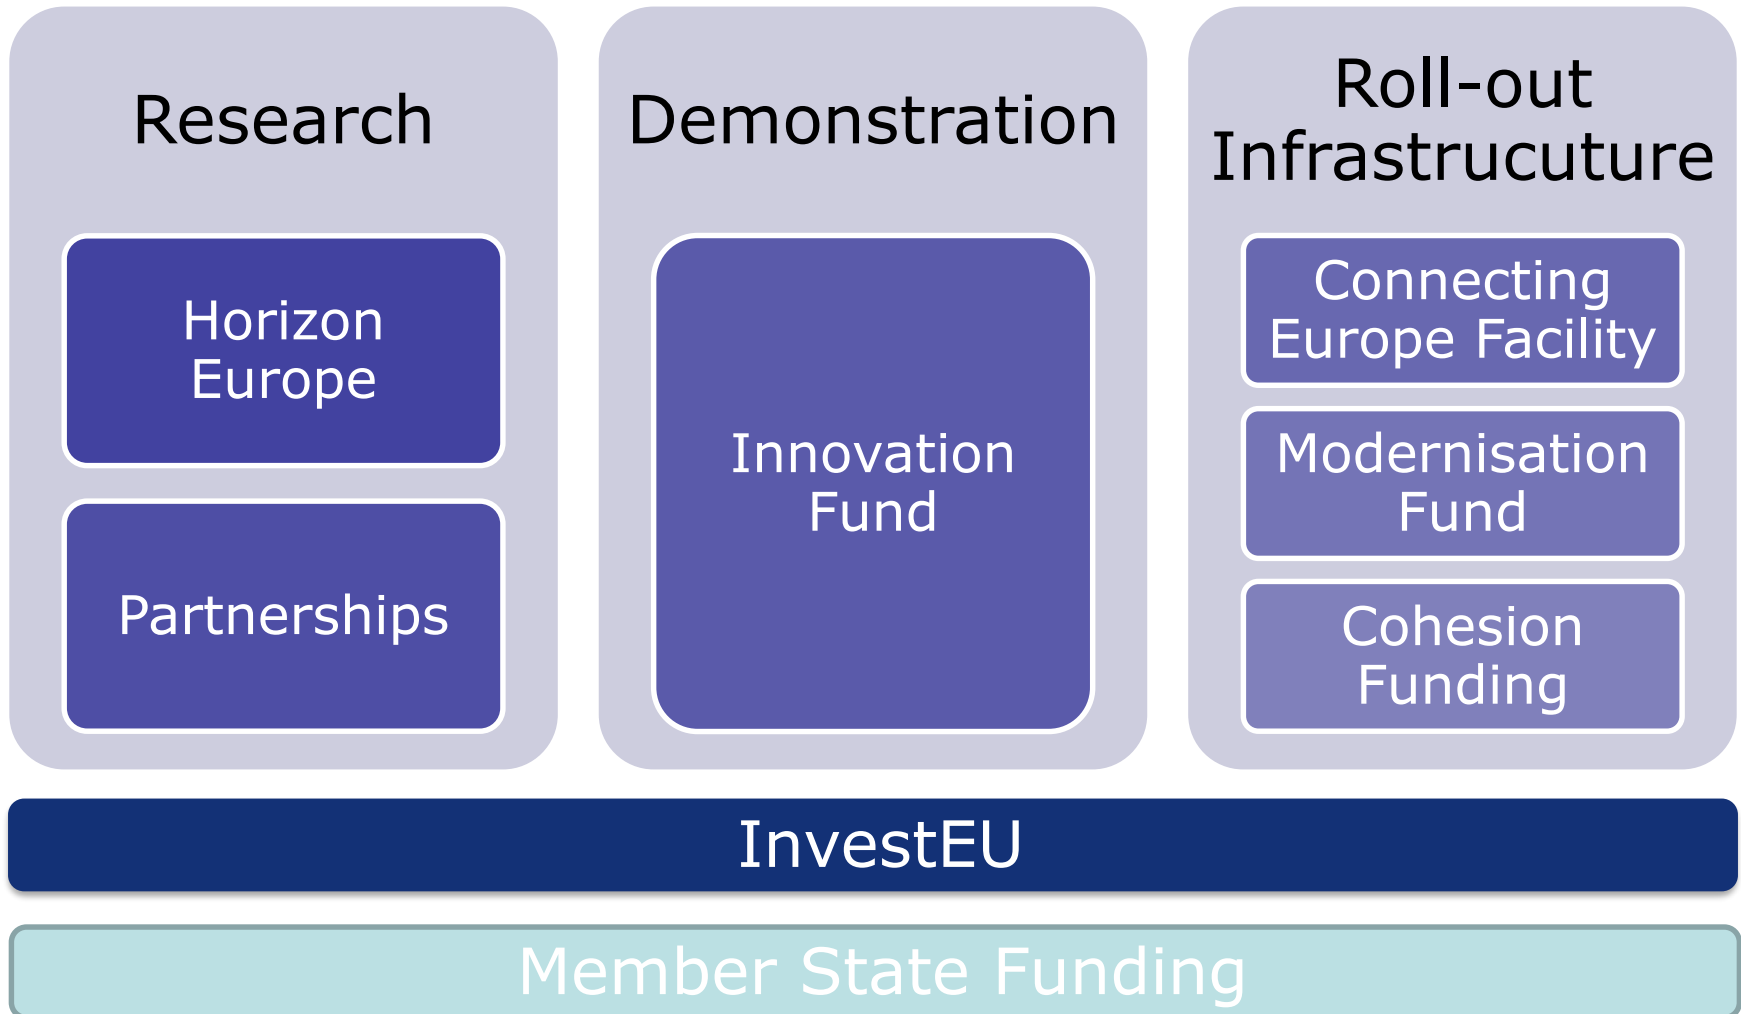 Research
Horizon
Europe
Partnerships
Demonstration
Innovation
Fund
Roll-out
Infrastrucuture
Connecting
Europe Facility
Modernisation
Fund
Cohesion
Funding
InvestEU
Member State Funding